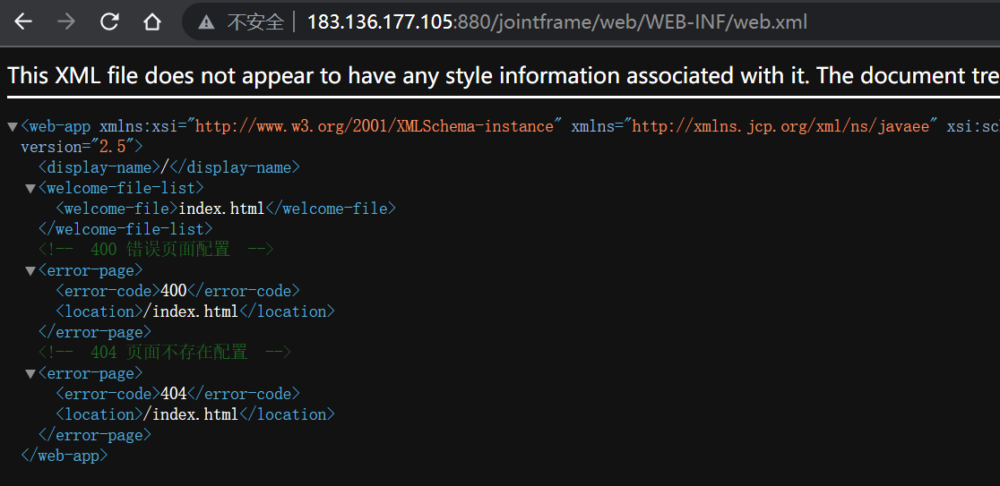 不安全 183.136.177.105:880/jointframe/web/WEB-INF/web.xml
This XML file does not appear to have any style information associated with it. The document tre
<web-app xmlns:xsi="http://www.w3.org/2001/XMLSchema-instance" xmlns="http://xmlns.jcp.org/xml/ns/javaee" xsi:sc
version="2.5">
<display-name>/</display-name>
<welcome-file-list>
<welcome-file>index.html</welcome-file>
</welcome-file-list>
<!-- 400 错误页面配置 -->
<error-page>
<error-code>400</error-code>
<location>/index.html</location>
</error-page>
<!-- 404 页面不存在配置 -->
<error-page>
<error-code>404</error-code>
<location>/index.html</location>
</error-page>
</web-app>